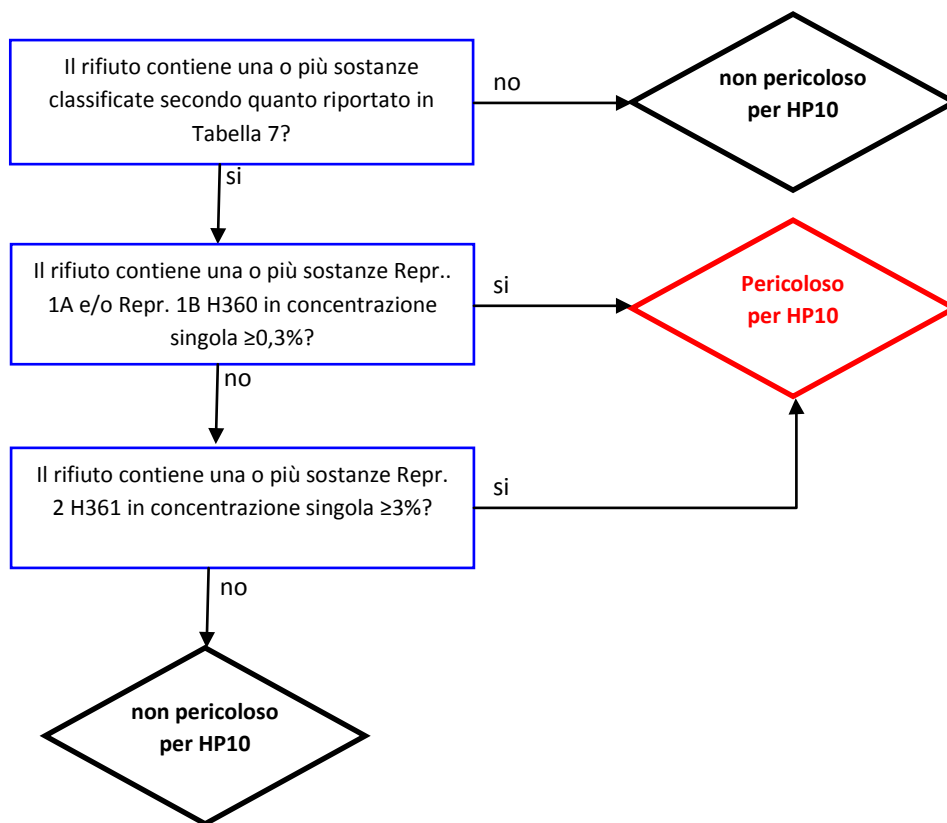 Il rifiuto contiene una o più sostanze
classificate secondo quanto riportato in
Tabella 7?
no
non pericoloso
per HP10
si
Il rifiuto contiene una o più sostanze Repr..
1A e/o Repr. 1B H360 in concentrazione
singola ≥0,3%?
si
Pericoloso
per HP10
no
Il rifiuto contiene una o più sostanze Repr.
2 H361 in concentrazione singola ≥3%?
si
no
non pericoloso
per HP10